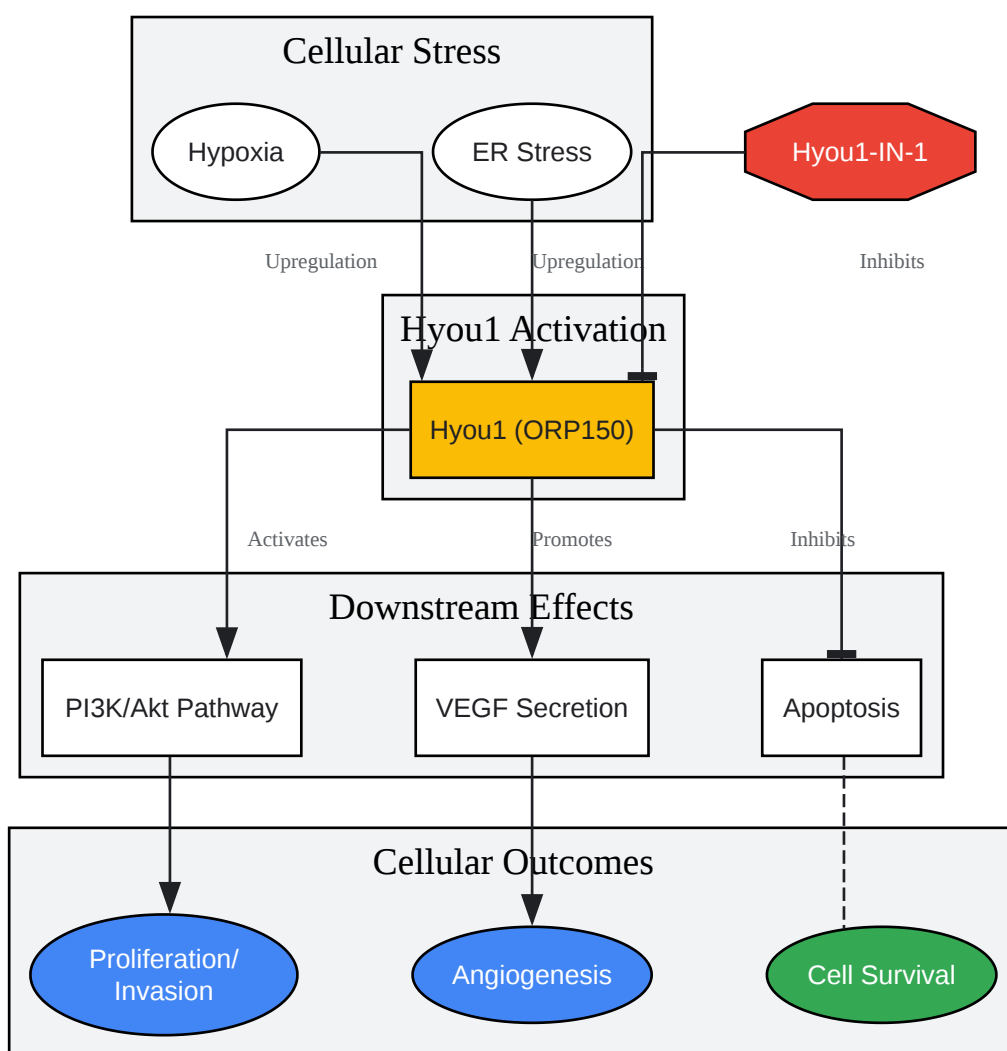 Cellular Stress
Hypoxia
ER Stress
Hyou1-IN-1
Upregulation
Upregulation
Inhibits
Hyou1 Activation
Hyou1 (ORP150)
Activates
Promotes
Inhibits
Downstream Effects
PI3K/Akt Pathway
VEGF Secretion
Apoptosis
Cellular Outcomes
Proliferation/
Invasion
Angiogenesis
Cell Survival